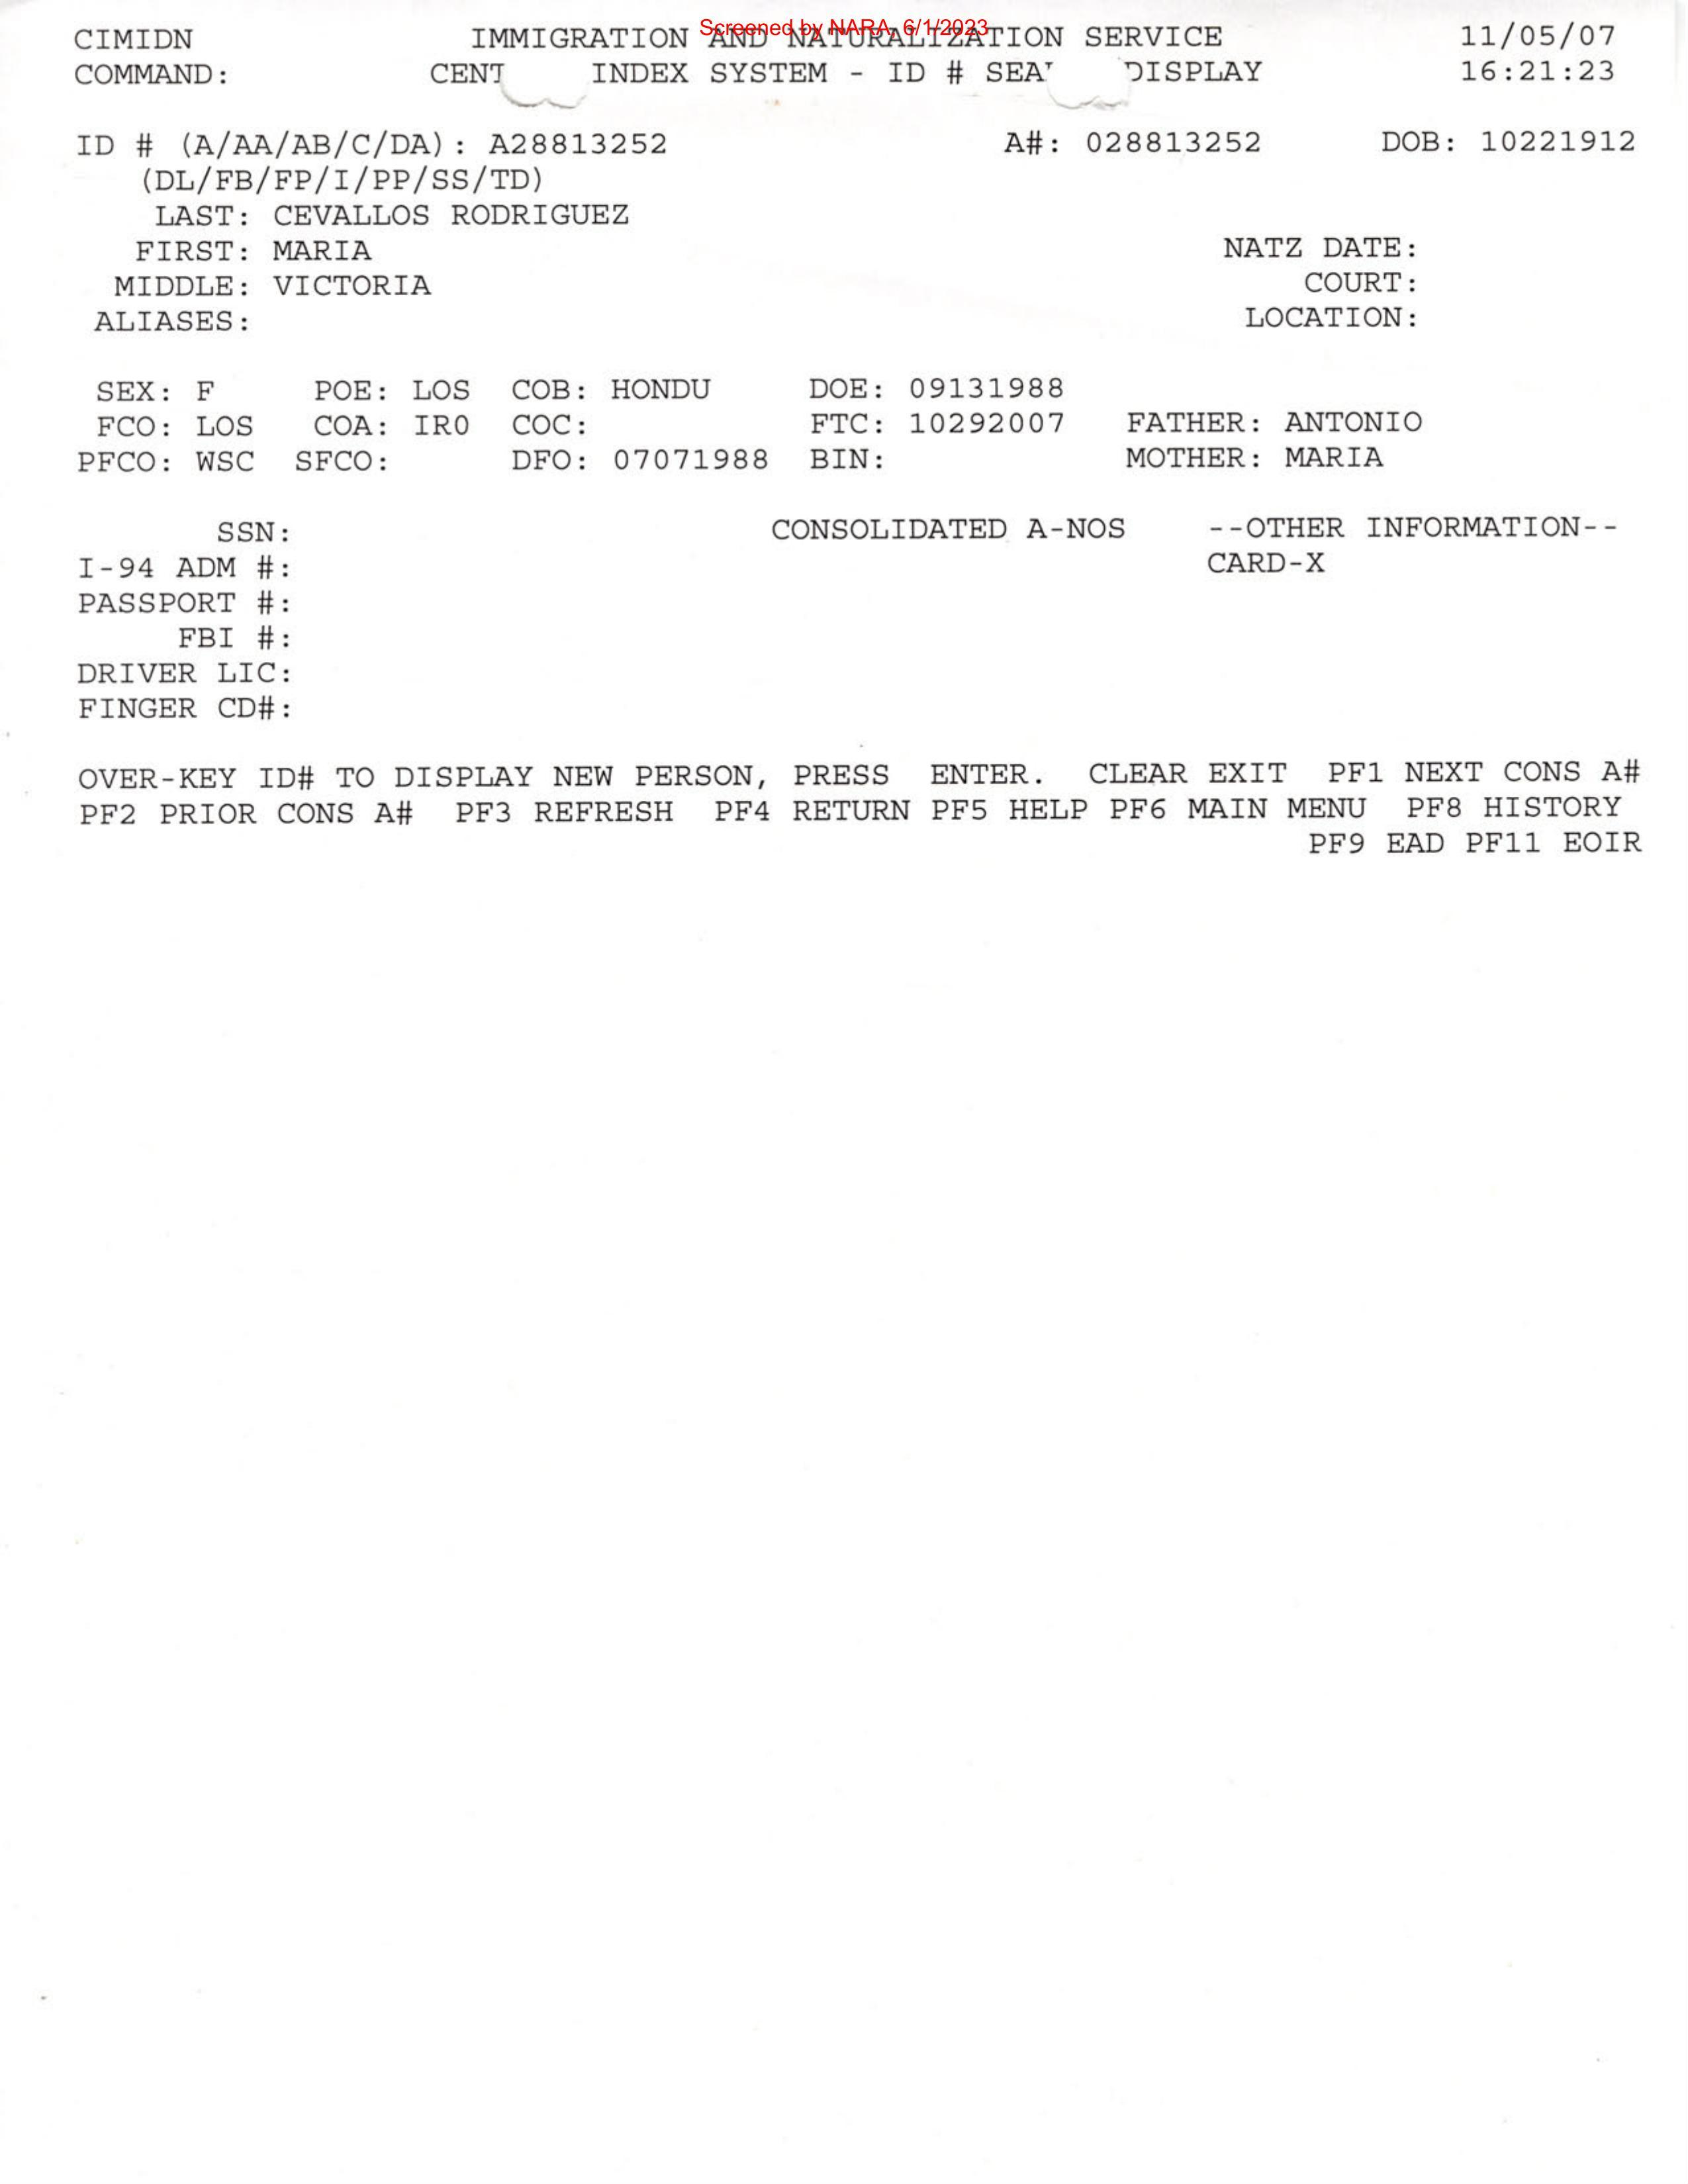 Screened by NARA, 6/1/2023
CIMIDN IMMIGRATION AND NATURALIZATION SERVICE 11/05/07
COMMAND: CENT INDEX SYSTEM - ID # SEA DISPLAY 16:21:23
ID # (A/AA/AB/C/DA): A28813252 A#: 028813252 DOB: 10221912
(DL/FB/FP/I/PP/SS/TD)
LAST: CEVALLOS RODRIGUEZ
FIRST: MARIA NATZ DATE:
MIDDLE: VICTORIA COURT:
ALIASES: LOCATION:
SEX: F POE: LOS COB: HONDU DOE: 09131988
FCO: LOS COA: IR0 COC: FTC: 10292007 FATHER: ANTONIO
PFCO: WSC SFCO: DFO: 07071988 BIN: MOTHER: MARIA
SSN: CONSOLIDATED A-NOS --OTHER INFORMATION--
I-94 ADM #: CARD-X
PASSPORT #:
FBI #:
DRIVER LIC:
FINGER CD#:
OVER-KEY ID# TO DISPLAY NEW PERSON, PRESS ENTER. CLEAR EXIT PF1 NEXT CONS A#
PF2 PRIOR CONS A# PF3 REFRESH PF4 RETURN PF5 HELP PF6 MAIN MENU PF8 HISTORY
PF9 EAD PF11 EOIR